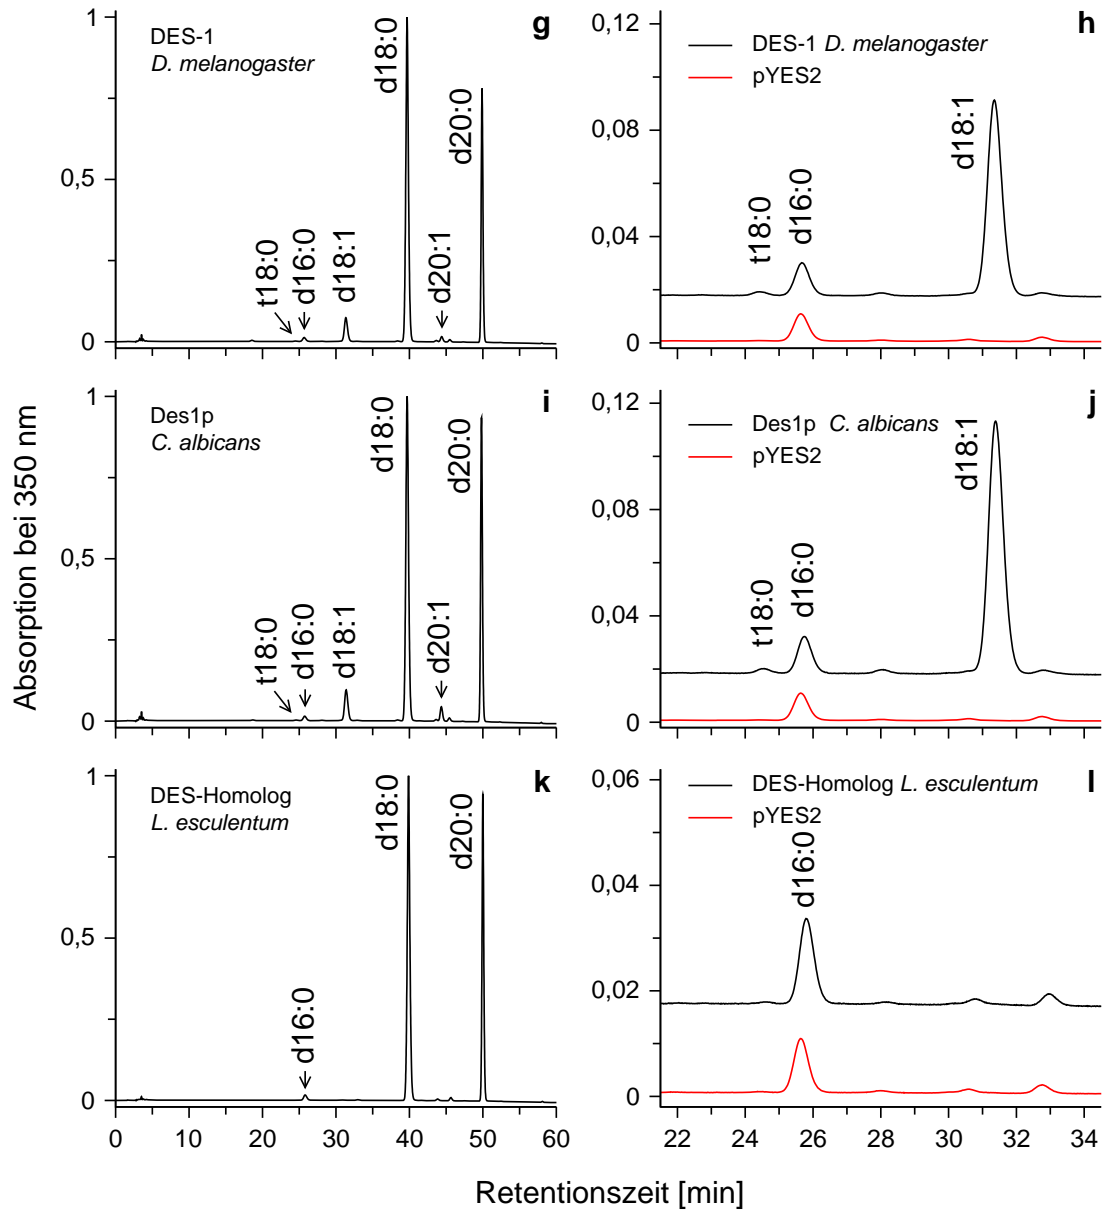 g
DES-1
D. melanogaster
1
0,5
0
t18:0
d16:0
d18:1
d18:0
d20:1
d20:0
h
DES-1 D. melanogaster
pYES2
0,12
0,08
0,04
0
t18:0
d16:0
d18:1
i
Des1p
C. albicans
1
0,5
0
t18:0
d16:0
d18:1
d18:0
d20:1
d20:0
j
Des1p C. albicans
pYES2
0,12
0,08
0,04
0
t18:0
d16:0
d18:1
k
DES-Homolog
L. esculentum
1
0,5
0
d16:0
d18:0
d20:0
0 10 20 30 40 50 60
l
DES-Homolog L. esculentum
pYES2
0,06
0,04
0,02
0
d16:0
22 24 26 28 30 32 34
Absorption bei 350 nm
Retentionszeit [min]